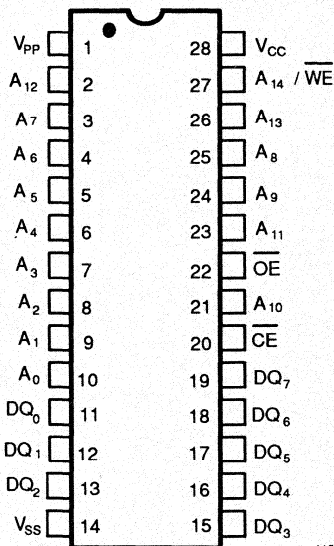 VPP 1 28 VCC
A12 2 27 A14 / WE
A7 3 26 A13
A6 4 25 A8
A5 5 24 A9
A4 6 23 A11
A3 7 22 OE
A2 8 21 A10
A1 9 20 CE
A0 10 19 DQ7
DQ0 11 18 DQ6
DQ1 12 17 DQ5
DQ2 13 16 DQ4
VSS 14 15 DQ3